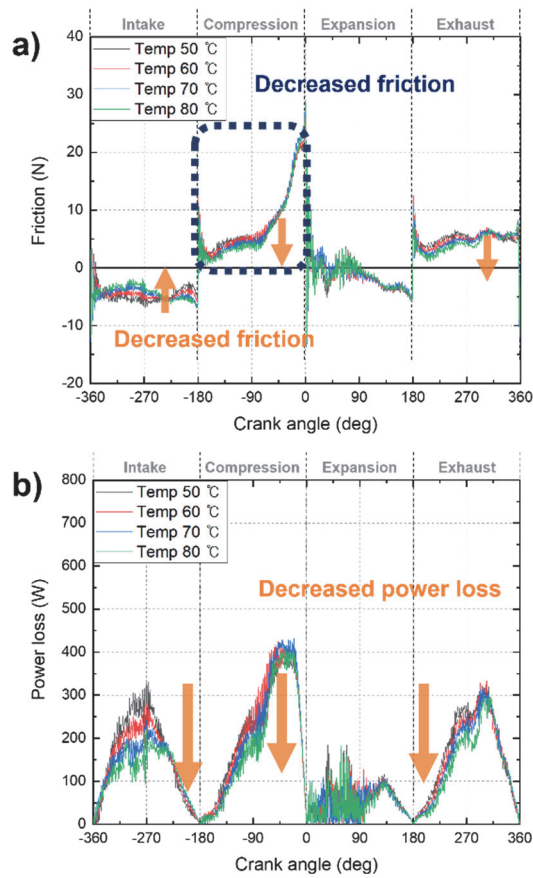 Intake Compression Expansion Exhaust
a)
40
30
20
10
0
-10
-20
Friction (N)
Temp 50 ℃
Temp 60 ℃
Temp 70 ℃
Temp 80 ℃
Decreased friction
Decreased friction
-360 -270 -180 -90 0 90 180 270 360
Crank angle (deg)
Intake Compression Expansion Exhaust
b)
800
700
600
500
400
300
200
100
0
Power loss (W)
Temp 50 ℃
Temp 60 ℃
Temp 70 ℃
Temp 80 ℃
Decreased power loss
-360 -270 -180 -90 0 90 180 270 360
Crank angle (deg)